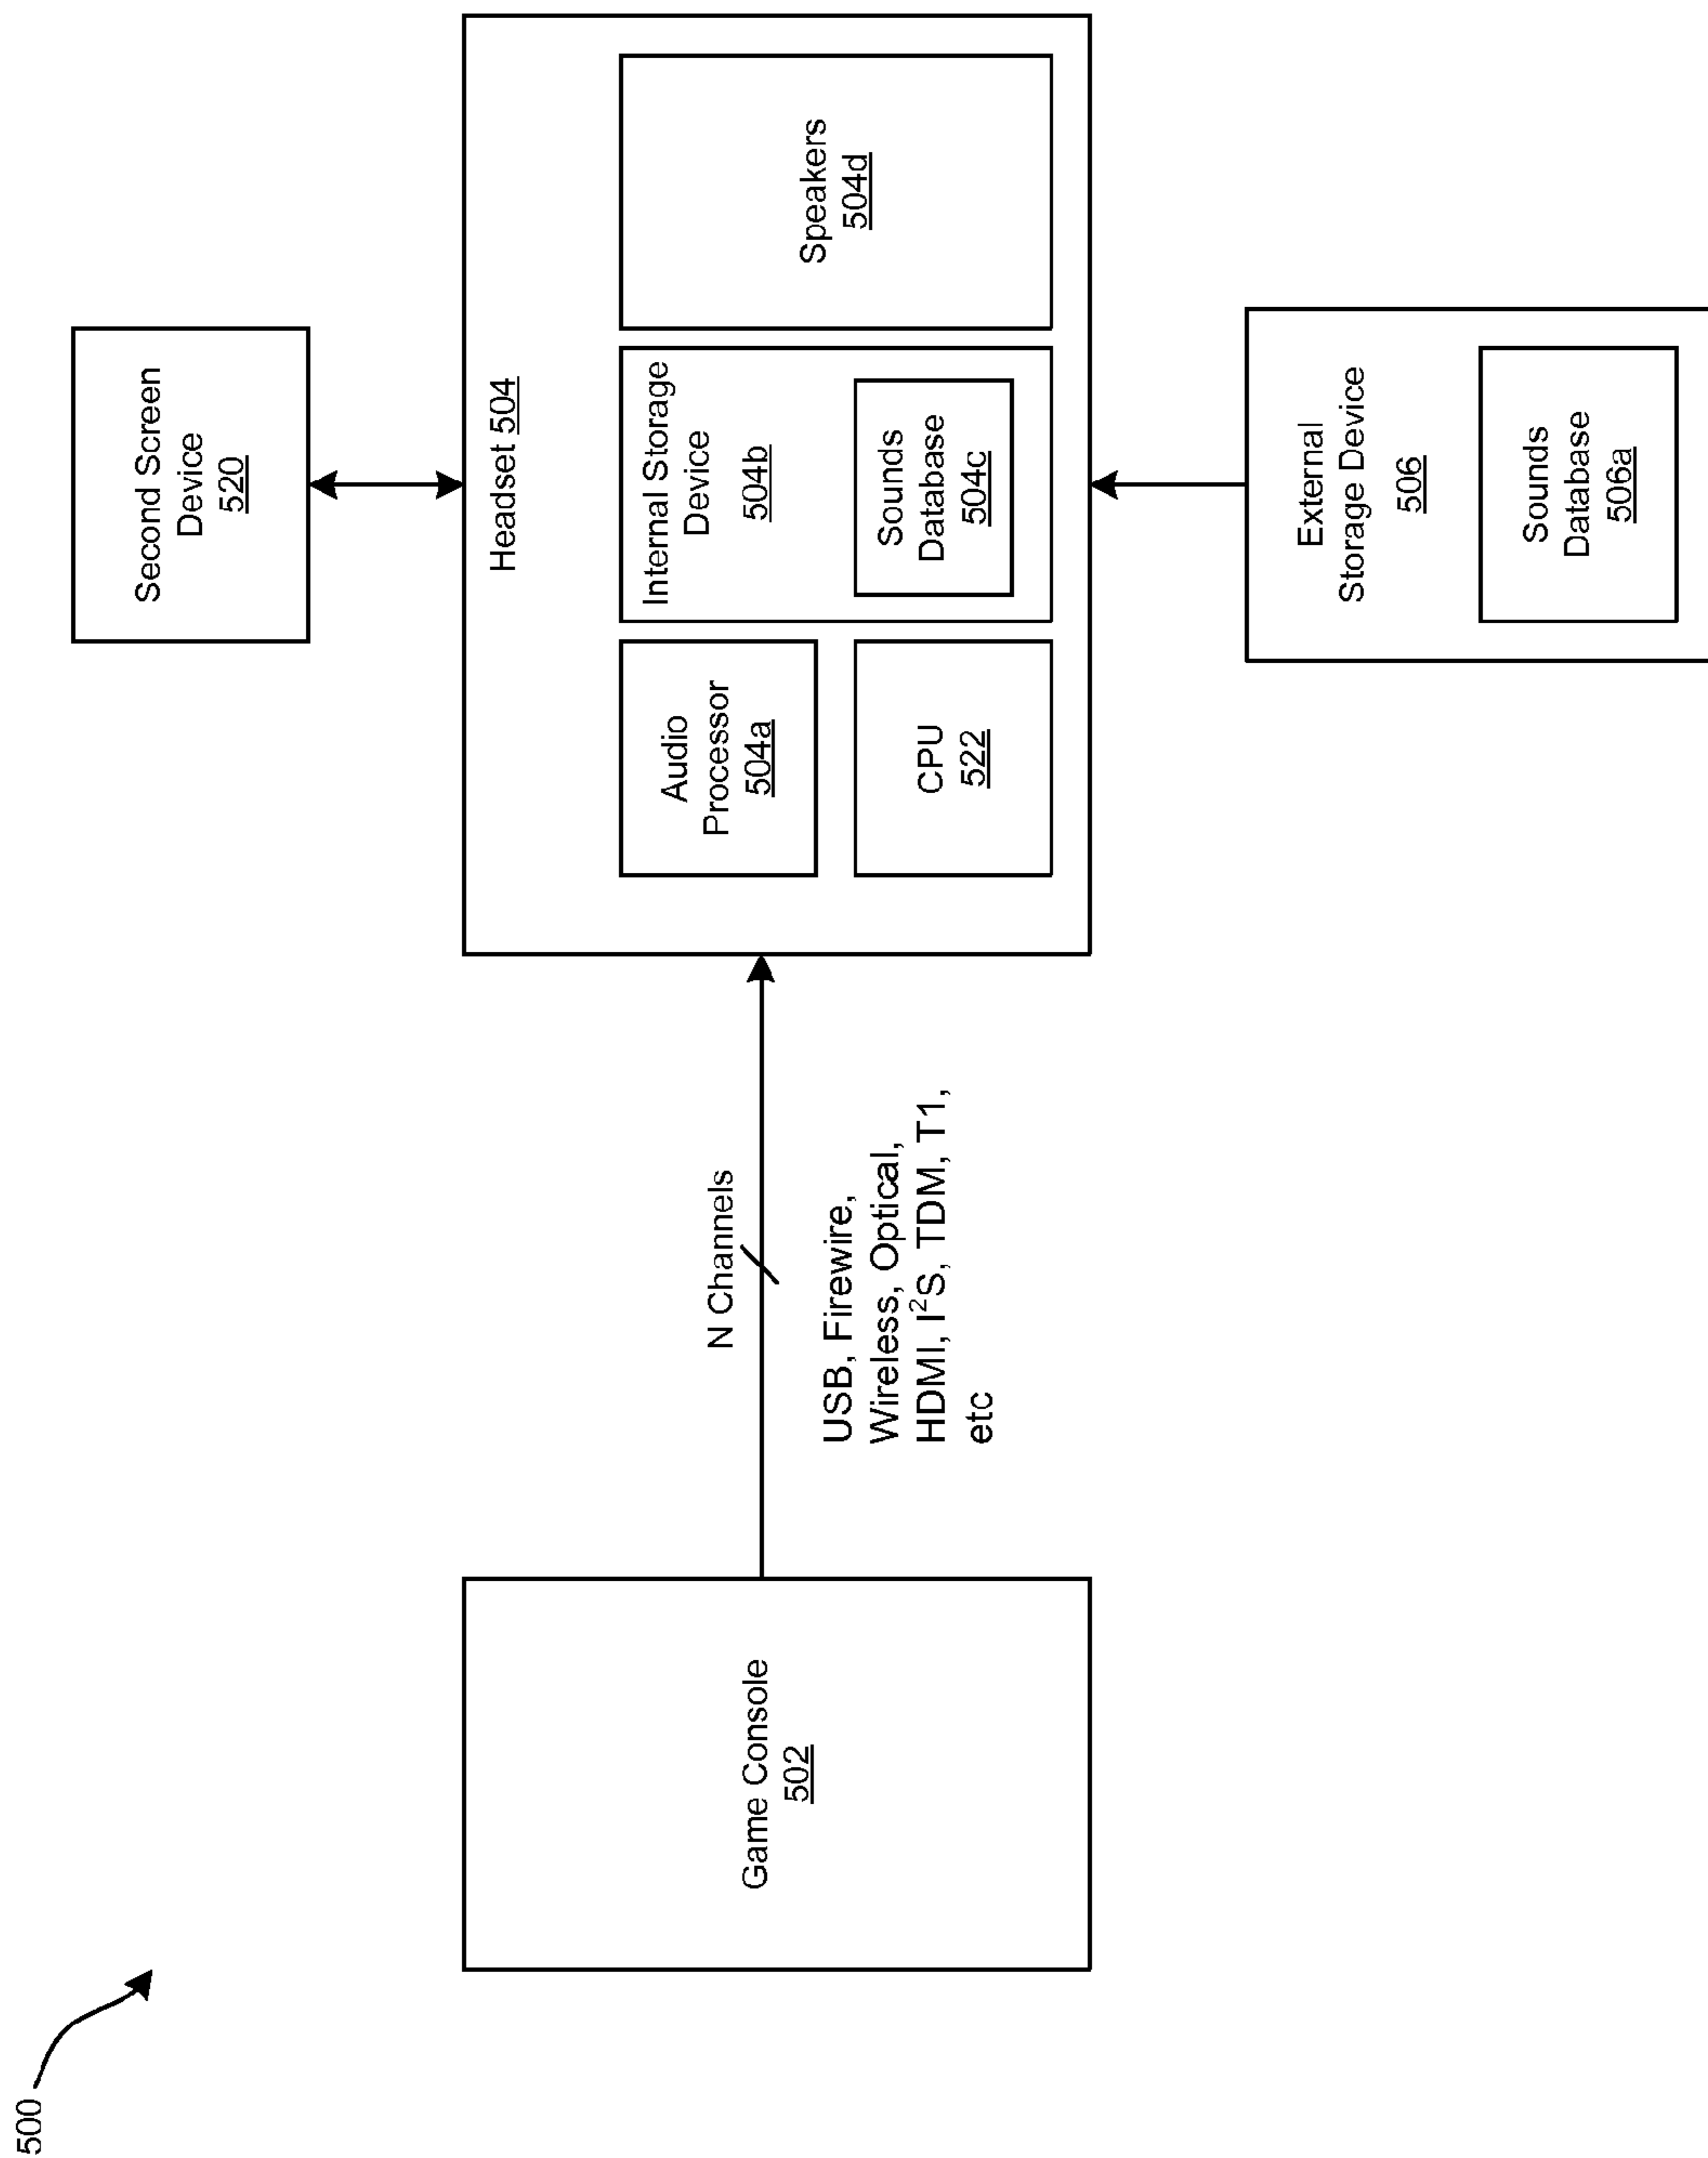 500
Game Console
502
N Channels
USB, Firewire,
Wireless, Optical,
HDMI, I²S, TDM, T1,
etc
Second Screen
Device
520
Headset 504
Audio
Processor
504a
CPU
522
Internal Storage
Device
504b
Sounds
Database
504c
Speakers
504d
External
Storage Device
506
Sounds
Database
506a